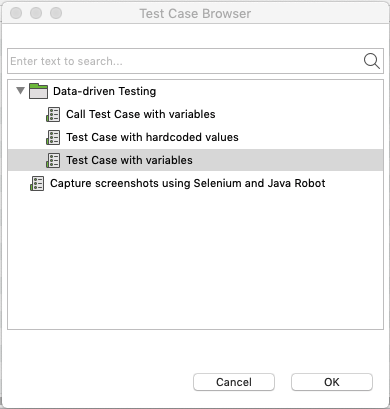 Test Case Browser
Enter text to search...
Data-driven Testing
Call Test Case with variables
Test Case with hardcoded values
Test Case with variables
Capture screenshots using Selenium and Java Robot
Cancel OK